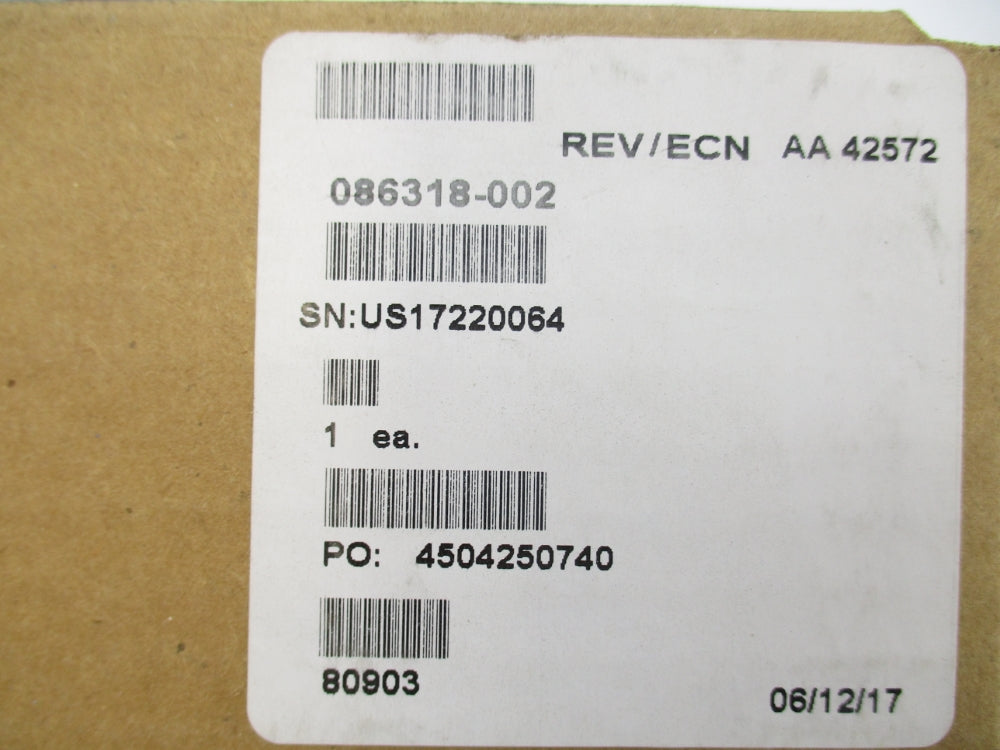 REV/ECN AA 42572
086318-002
SN:US17220064
1 ea.
PO: 4504250740
80903
06/12/17